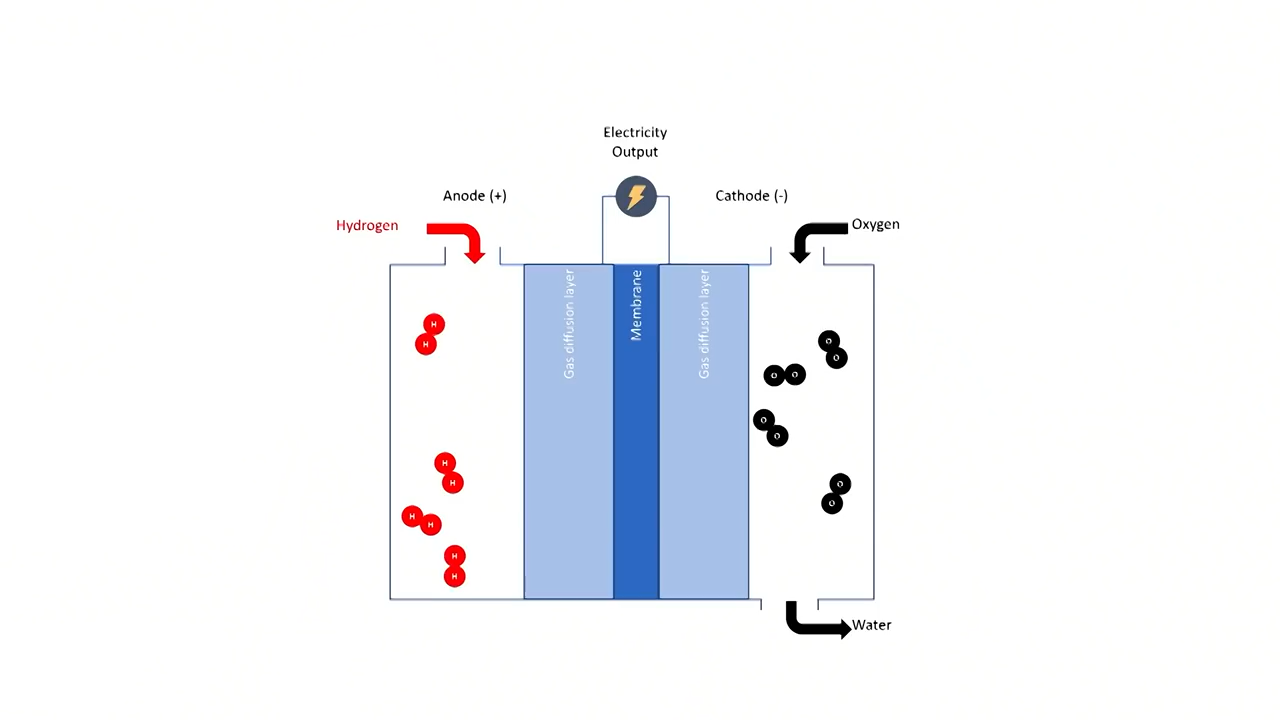 Electricity
Output
Anode (+)
Cathode (-)
Hydrogen
Oxygen
Gas diffusion layer
Membrane
Gas diffusion layer
H
H
O
O
O
O
O
O
H
H
O
O
H
H
H
H
Water